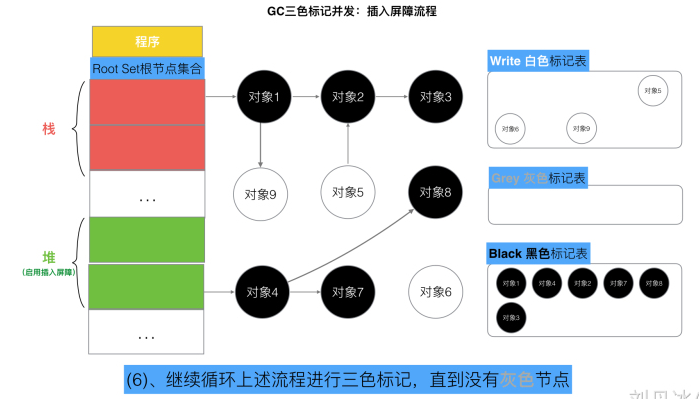 GC三色标记并发：插入屏障流程
程序
Root Set根节点集合
栈
...
堆
(启用插入屏障)
...
对象1
对象2
对象3
对象9
对象5
对象8
对象4
对象7
对象6
Write 白色标记表
对象5
对象6
对象9
Grey 灰色标记表
Black 黑色标记表
对象1
对象4
对象2
对象7
对象8
对象3
(6)、继续循环上述流程进行三色标记，直到没有灰色节点